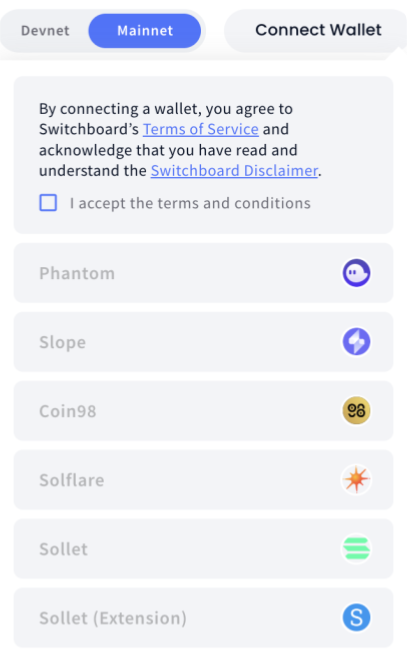 Devnet Mainnet Connect Wallet
By connecting a wallet, you agree to
Switchboard’s Terms of Service and
acknowledge that you have read and
understand the Switchboard Disclaimer.
I accept the terms and conditions
Phantom
Slope
Coin98
98
Solflare
Sollet
Sollet (Extension)
S